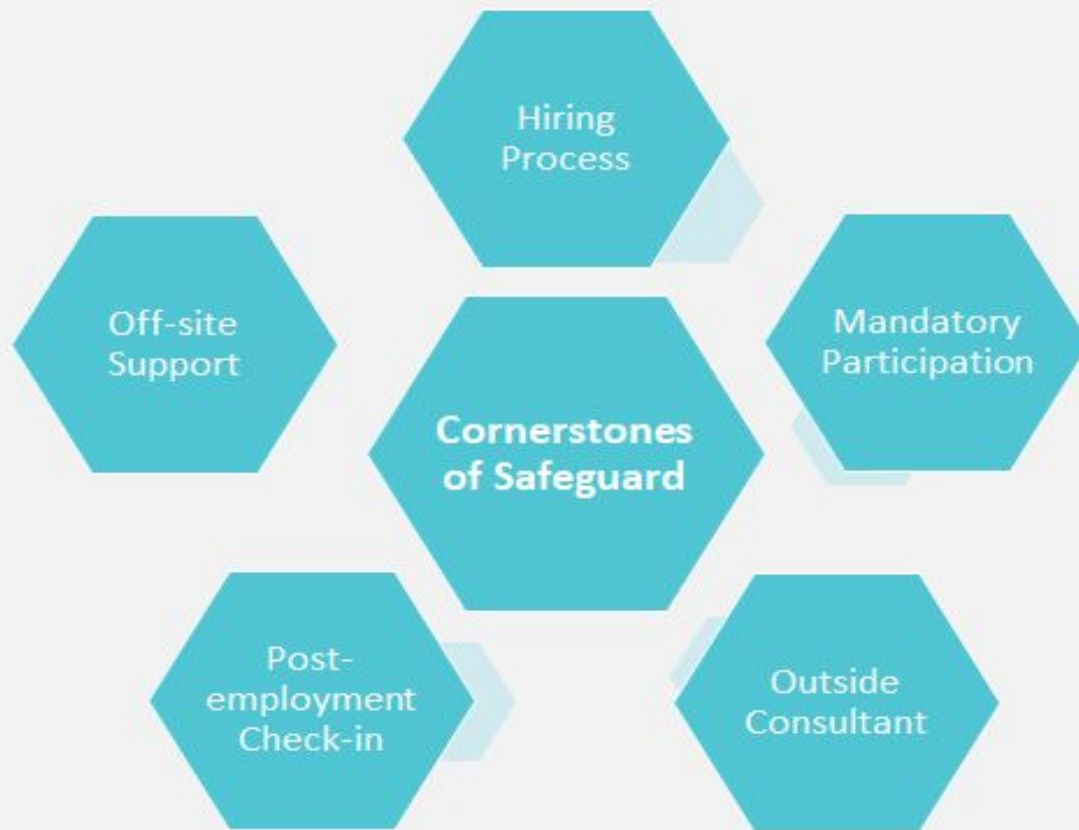 Hiring
Process
Off-site
Support
Mandatory
Participation
Cornerstones
of Safeguard
Post-
employment
Check-in
Outside
Consultant